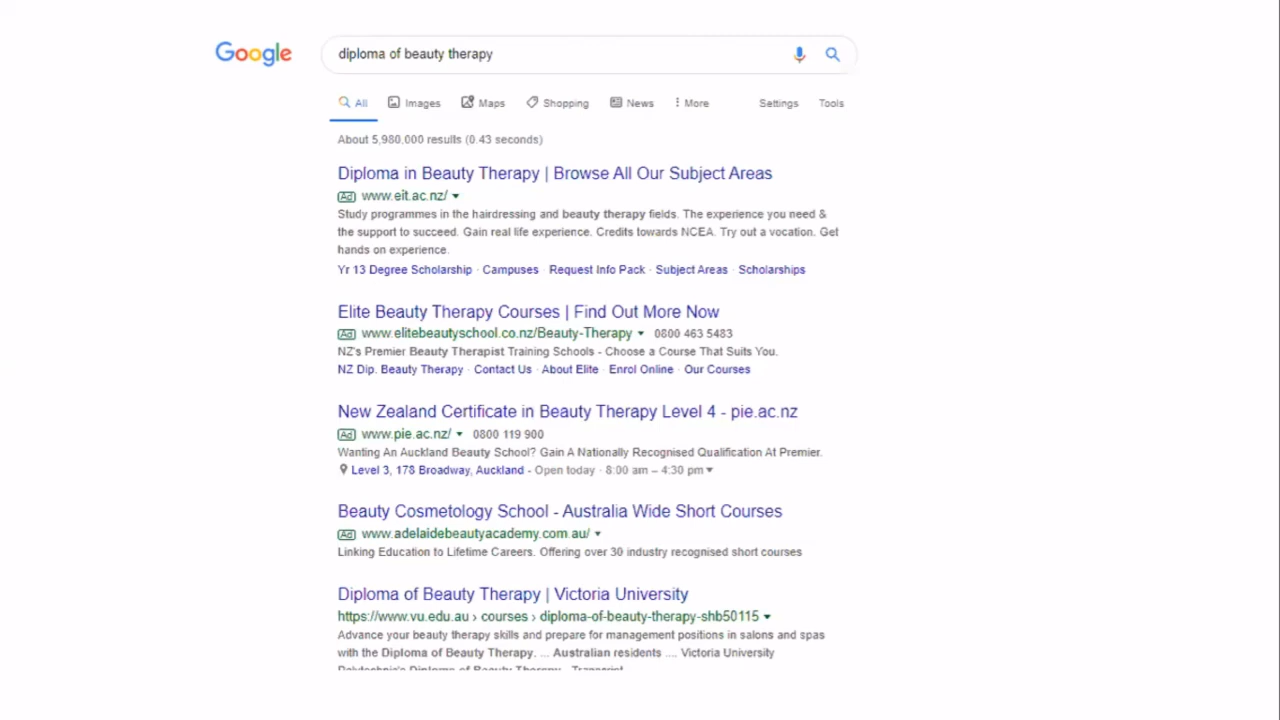 Google
diploma of beauty therapy
All Images Maps Shopping News More Settings Tools
About 5,980,000 results (0.43 seconds)
Diploma in Beauty Therapy | Browse All Our Subject Areas
Ad www.eit.ac.nz/
Study programmes in the hairdressing and beauty therapy fields. The experience you need &
the support to succeed. Gain real life experience. Credits towards NCEA. Try out a vocation. Get
hands on experience.
Yr 13 Degree Scholarship · Campuses · Request Info Pack · Subject Areas · Scholarships
Elite Beauty Therapy Courses | Find Out More Now
Ad www.elitebeautyschool.co.nz/Beauty-Therapy 0800 463 5483
NZ's Premier Beauty Therapist Training Schools - Choose a Course That Suits You.
NZ Dip. Beauty Therapy · Contact Us · About Elite · Enrol Online · Our Courses
New Zealand Certificate in Beauty Therapy Level 4 - pie.ac.nz
Ad www.pie.ac.nz/ 0800 119 900
Wanting An Auckland Beauty School? Gain A Nationally Recognised Qualification At Premier.
Level 3, 178 Broadway, Auckland - Open today · 8:00 am – 4:30 pm
Beauty Cosmetology School - Australia Wide Short Courses
Ad www.adelaidebeautyacademy.com.au/
Linking Education to Lifetime Careers. Offering over 30 industry recognised short courses
Diploma of Beauty Therapy | Victoria University
https://www.vu.edu.au › courses › diploma-of-beauty-therapy-shb50115
Advance your beauty therapy skills and prepare for management positions in salons and spas
with the Diploma of Beauty Therapy. ... Australian residents .... Victoria University
Polytechnic's Diploma of Beauty Therapy